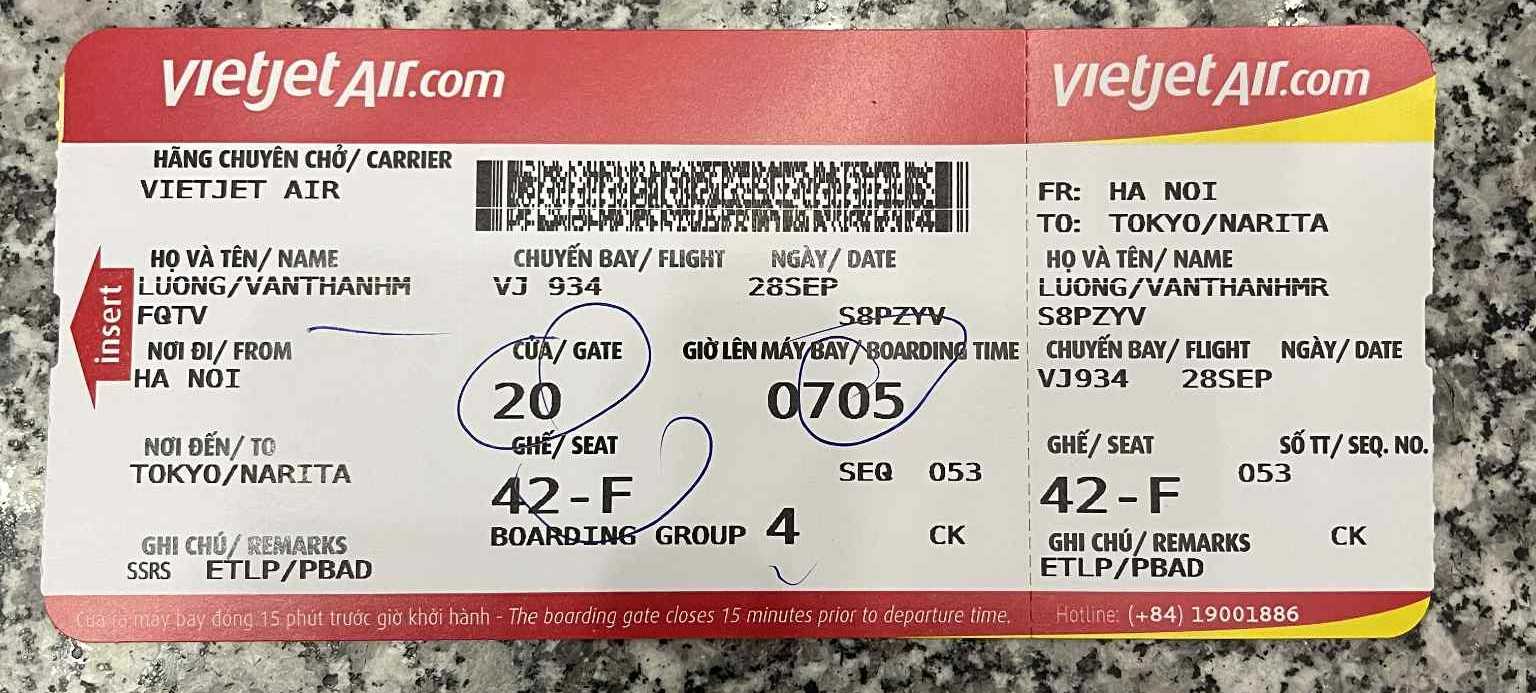 vietjetAir.com
HÃNG CHUYÊN CHỞ/ CARRIER
VIETJET AIR
HỌ VÀ TÊN/ NAME
LUONG/VANTHANHM
FQTV
CHUYẾN BAY/ FLIGHT
VJ 934
NGÀY/ DATE
28SEP
S8PZYV
insert
NƠI ĐI/ FROM
HA NOI
CỬA/ GATE
20
GIỜ LÊN MÁY BAY/ BOARDING TIME
0705
NƠI ĐẾN/ TO
TOKYO/NARITA
GHẾ/ SEAT
42-F
SEQ 053
BOARDING GROUP 4
CK
GHI CHÚ/ REMARKS
SSRS ETLP/PBAD
Cửa ra máy bay đóng 15 phút trước giờ khởi hành - The boarding gate closes 15 minutes prior to departure time.
vietjetAir.com
FR: HA NOI
TO: TOKYO/NARITA
HỌ VÀ TÊN/ NAME
LUONG/VANTHANHMR
S8PZYV
CHUYẾN BAY/ FLIGHT NGÀY/ DATE
VJ934 28SEP
GHẾ/ SEAT SỐ TT/ SEQ. NO.
42-F 053
GHI CHÚ/ REMARKS CK
ETLP/PBAD
Hotline: (+84) 19001886